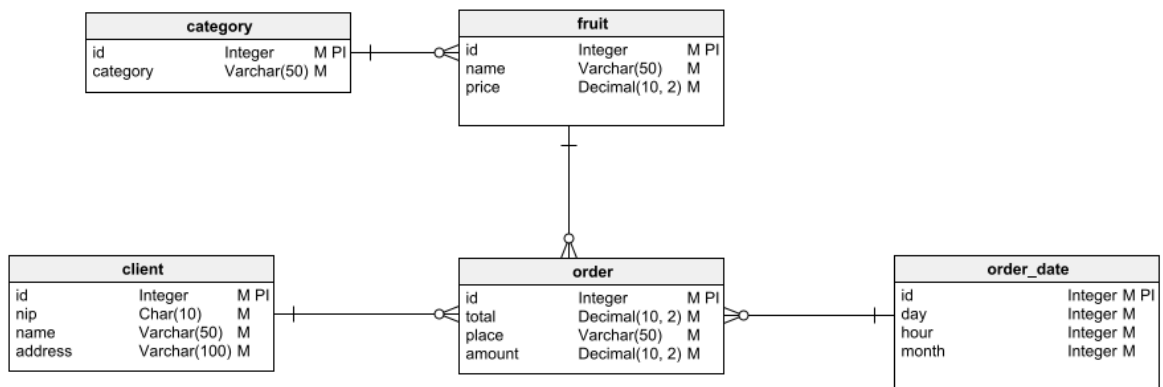 category
id Integer M PI
category Varchar(50) M
fruit
id Integer M PI
name Varchar(50) M
price Decimal(10, 2) M
client
id Integer M PI
nip Char(10) M
name Varchar(50) M
address Varchar(100) M
order
id Integer M PI
total Decimal(10, 2) M
place Varchar(50) M
amount Decimal(10, 2) M
order_date
id Integer M PI
day Integer M
hour Integer M
month Integer M